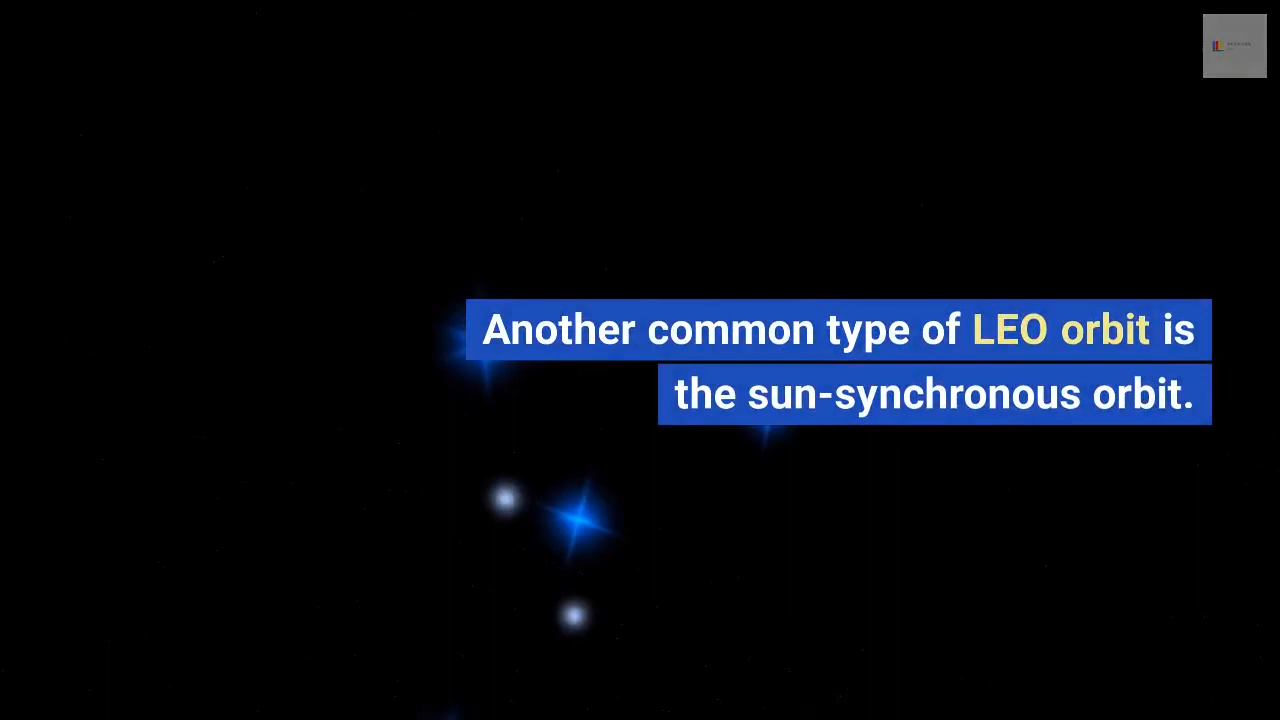 Another common type of LEO orbit is
the sun-synchronous orbit.